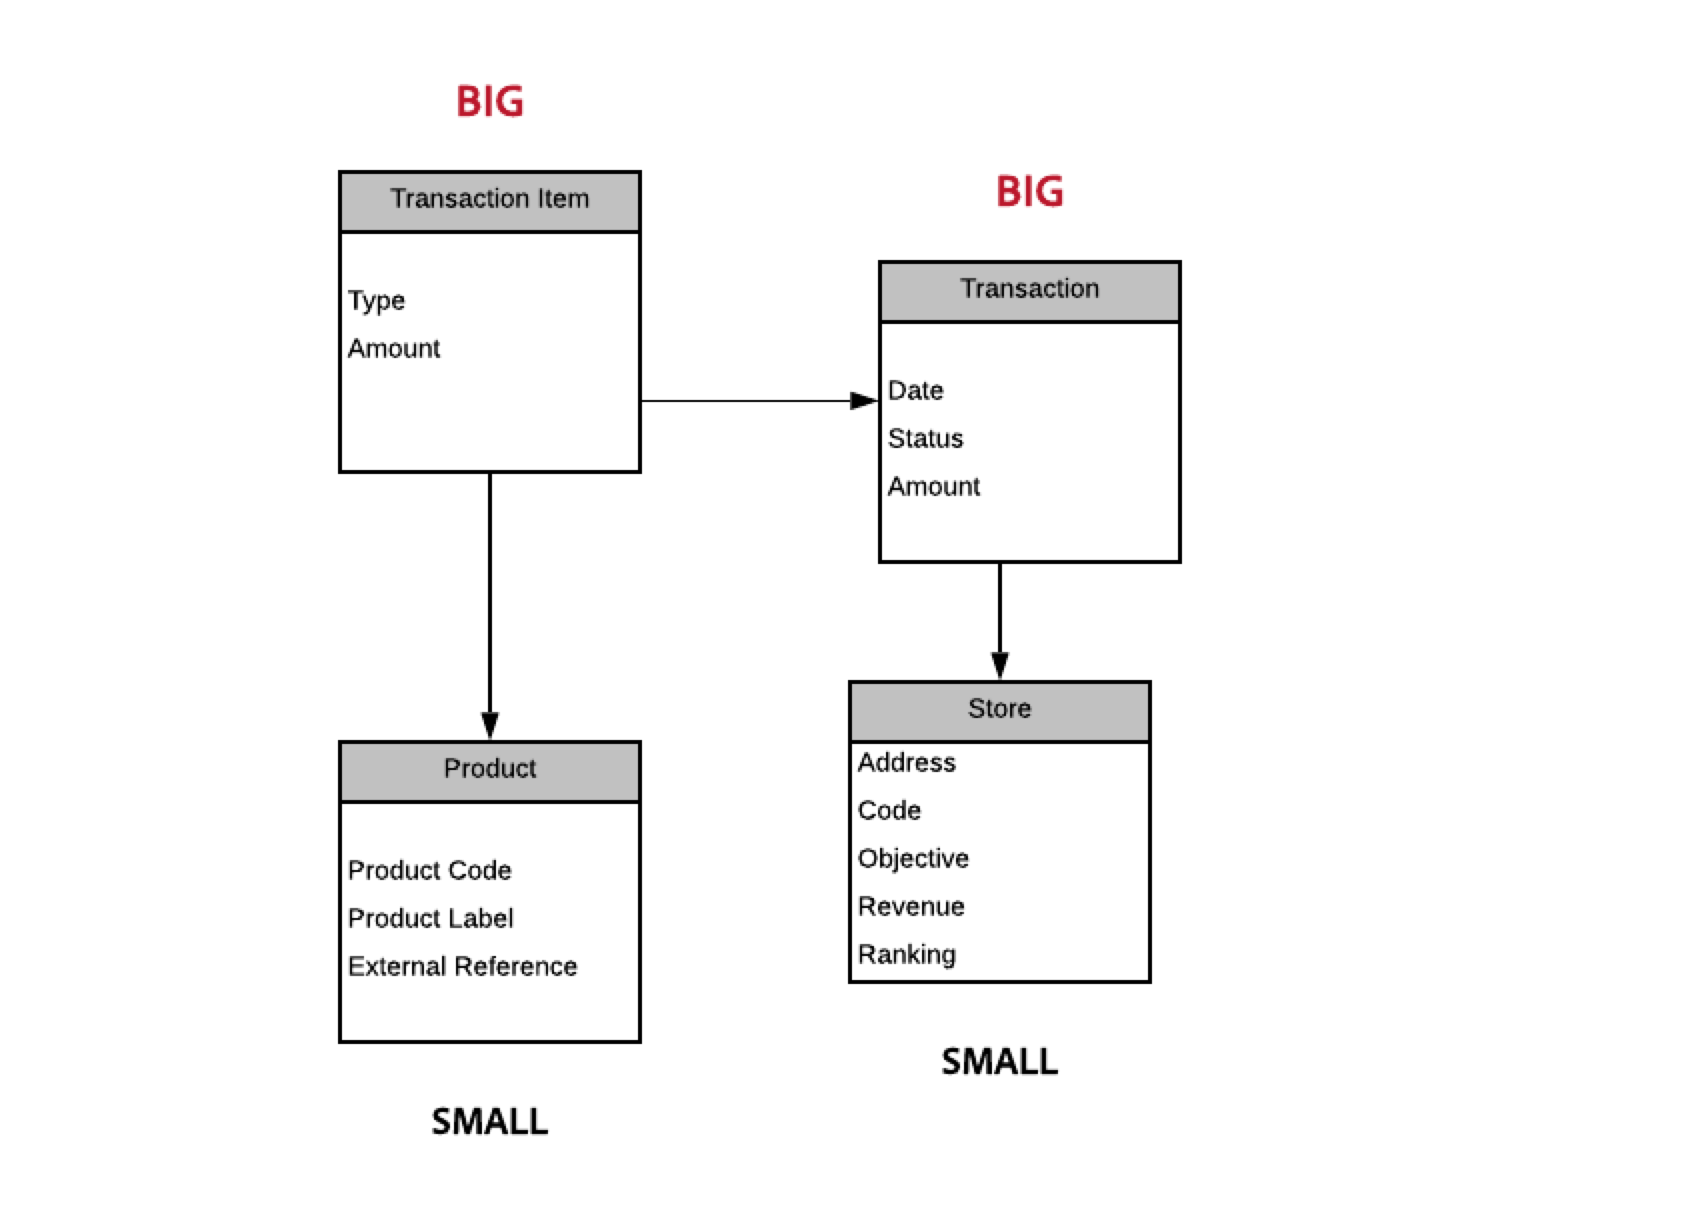 BIG
Transaction Item
Type
Amount
BIG
Transaction
Date
Status
Amount
Product
Product Code
Product Label
External Reference
SMALL
Store
Address
Code
Objective
Revenue
Ranking
SMALL